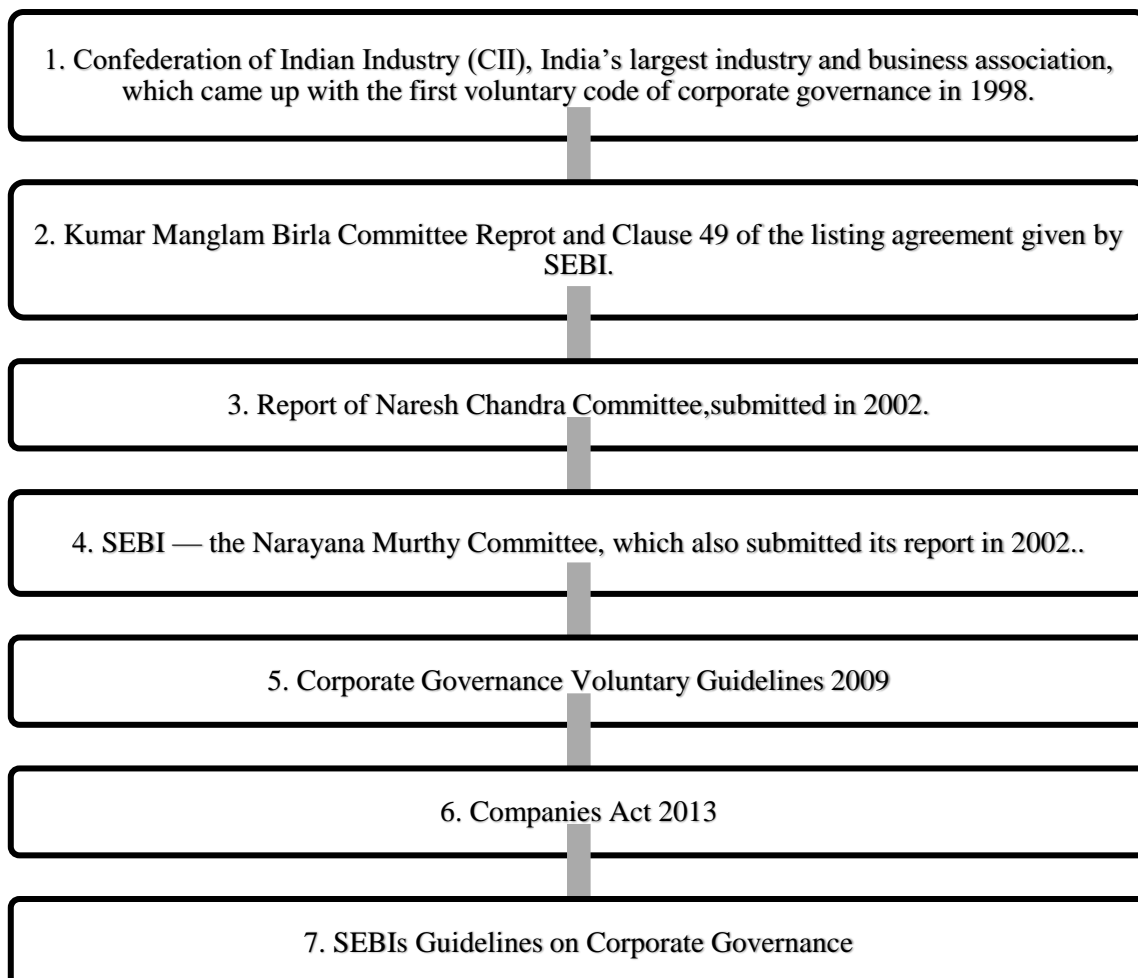 1. Confederation of Indian Industry (CII), India’s largest industry and business association,
which came up with the first voluntary code of corporate governance in 1998.
2. Kumar Manglam Birla Committee Reprot and Clause 49 of the listing agreement given by
SEBI.
3. Report of Naresh Chandra Committee,submitted in 2002.
4. SEBI — the Narayana Murthy Committee, which also submitted its report in 2002..
5. Corporate Governance Voluntary Guidelines 2009
6. Companies Act 2013
7. SEBIs Guidelines on Corporate Governance